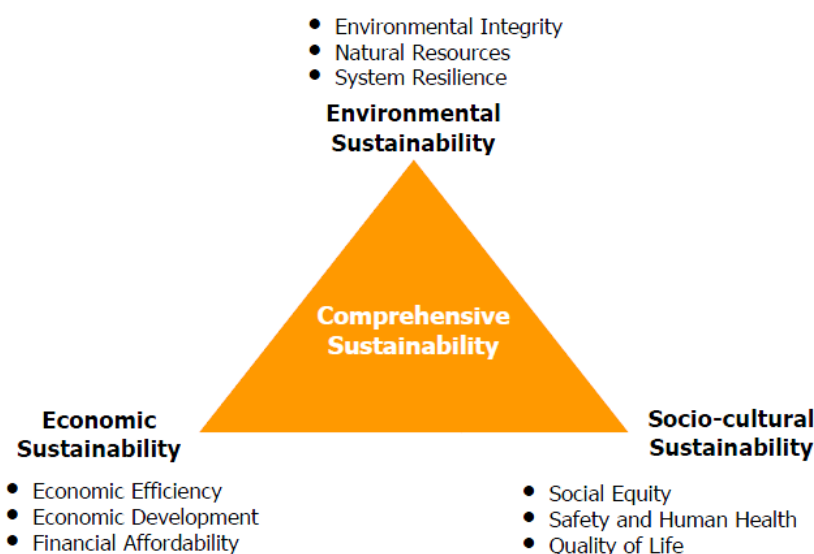 • Environmental Integrity
• Natural Resources
• System Resilience
Environmental
Sustainability
Comprehensive
Sustainability
Economic
Sustainability
• Economic Efficiency
• Economic Development
• Financial Affordability
Socio-cultural
Sustainability
• Social Equity
• Safety and Human Health
• Quality of Life